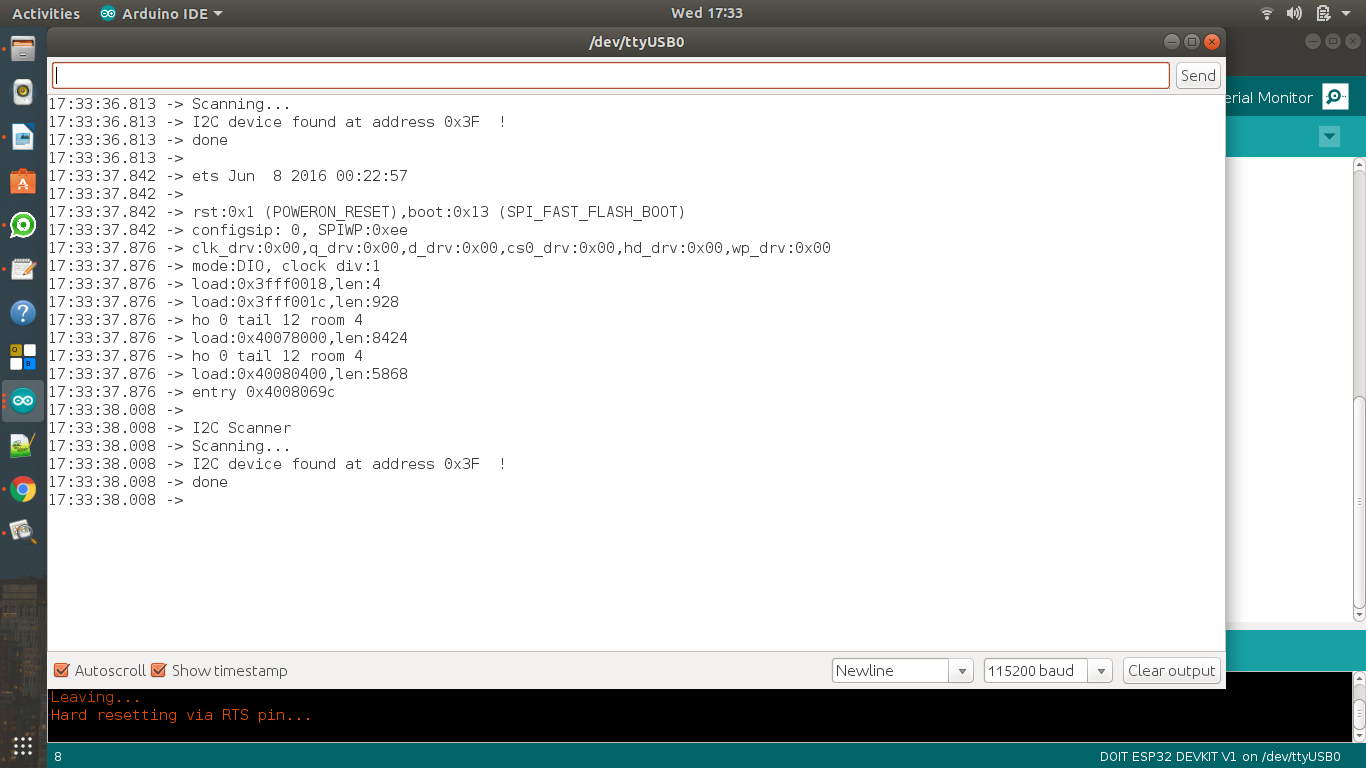 Activities
Arduino IDE
Wed 17:33
/dev/ttyUSB0
Send
erial Monitor
17:33:36.813 -> Scanning...
17:33:36.813 -> I2C device found at address 0x3F  !
17:33:36.813 -> done
17:33:36.813 ->
17:33:37.842 -> ets Jun  8 2016 00:22:57
17:33:37.842 ->
17:33:37.842 -> rst:0x1 (POWERON_RESET),boot:0x13 (SPI_FAST_FLASH_BOOT)
17:33:37.842 -> configsip: 0, SPIWP:0xee
17:33:37.876 -> clk_drv:0x00,q_drv:0x00,d_drv:0x00,cs0_drv:0x00,hd_drv:0x00,wp_drv:0x00
17:33:37.876 -> mode:DIO, clock div:1
17:33:37.876 -> load:0x3fff0018,len:4
17:33:37.876 -> load:0x3fff001c,len:928
17:33:37.876 -> ho 0 tail 12 room 4
17:33:37.876 -> load:0x40078000,len:8424
17:33:37.876 -> ho 0 tail 12 room 4
17:33:37.876 -> load:0x40080400,len:5868
17:33:37.876 -> entry 0x4008069c
17:33:38.008 ->
17:33:38.008 -> I2C Scanner
17:33:38.008 -> Scanning...
17:33:38.008 -> I2C device found at address 0x3F  !
17:33:38.008 -> done
17:33:38.008 ->
Autoscroll
Show timestamp
Newline
115200 baud
Clear output
Leaving...
Hard resetting via RTS pin...
8
DOIT ESP32 DEVKIT V1 on /dev/ttyUSB0